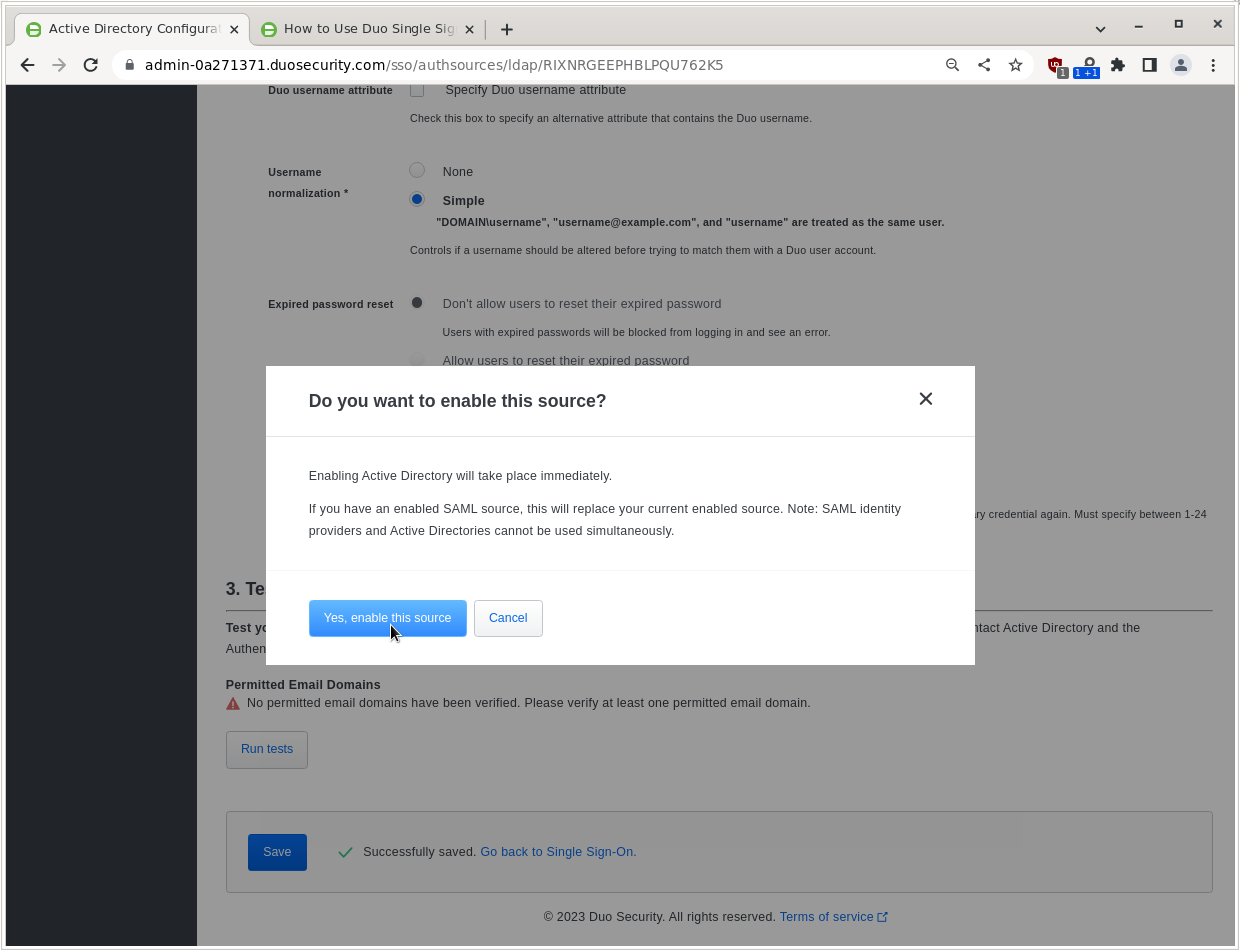 Active Directory Configurat
How to Use Duo Single Sig
admin-0a271371.duosecurity.com/sso/authsources/ldap/RIXNRGEEPHBLPQU762K5
1
1 +1
Duo username attribute
Specify Duo username attribute
Check this box to specify an alternative attribute that contains the Duo username.
Username
normalization *
None
Simple
"DOMAIN\username", "username@example.com", and "username" are treated as the same user.
Controls if a username should be altered before trying to match them with a Duo user account.
Expired password reset
Don't allow users to reset their expired password
Users with expired passwords will be blocked from logging in and see an error.
Allow users to reset their expired password
Do you want to enable this source?
Enabling Active Directory will take place immediately.
If you have an enabled SAML source, this will replace your current enabled source. Note: SAML identity
providers and Active Directories cannot be used simultaneously.
ry credential again. Must specify between 1-24
Yes, enable this source
Cancel
3. Te
Test yo
ntact Active Directory and the
Authen
Permitted Email Domains
No permitted email domains have been verified. Please verify at least one permitted email domain.
Run tests
Save
Successfully saved. Go back to Single Sign-On.
© 2023 Duo Security. All rights reserved. Terms of service